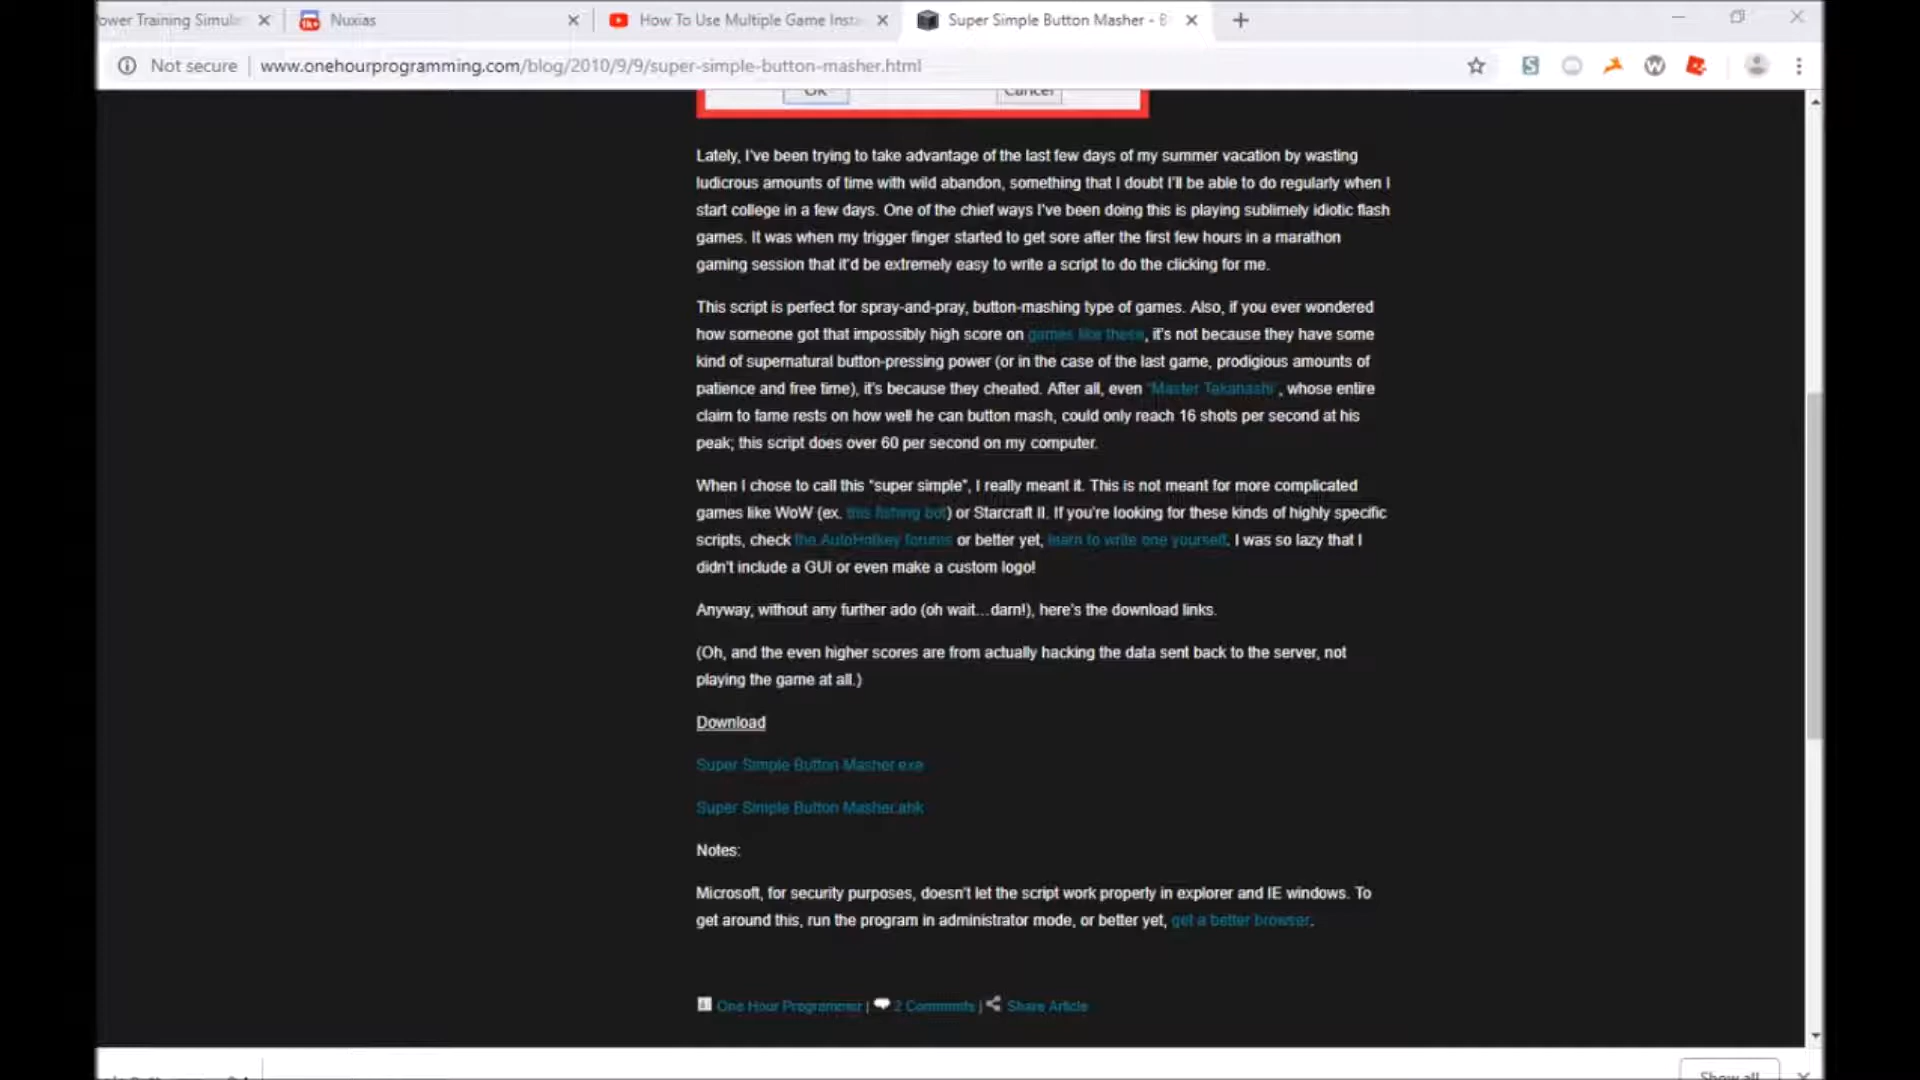 ower Training Simula
Nuxias
How To Use Multiple Game Insta
Super Simple Button Masher - B
Not secure
www.onehourprogramming.com/blog/2010/9/9/super-simple-button-masher.html
OK
Cancel
Lately, I've been trying to take advantage of the last few days of my summer vacation by wasting
ludicrous amounts of time with wild abandon, something that I doubt I'll be able to do regularly when I
start college in a few days. One of the chief ways I've been doing this is playing sublimely idiotic flash
games. It was when my trigger finger started to get sore after the first few hours in a marathon
gaming session that it'd be extremely easy to write a script to do the clicking for me.
This script is perfect for spray-and-pray, button-mashing type of games. Also, if you ever wondered
how someone got that impossibly high score on games like these, it's not because they have some
kind of supernatural button-pressing power (or in the case of the last game, prodigious amounts of
patience and free time), it's because they cheated. After all, even "Master Takanashi", whose entire
claim to fame rests on how well he can button mash, could only reach 16 shots per second at his
peak; this script does over 60 per second on my computer.
When I chose to call this "super simple", I really meant it. This is not meant for more complicated
games like WoW (ex. this fishing bot) or Starcraft II. If you're looking for these kinds of highly specific
scripts, check the AutoHotkey forums or better yet, learn to write one yourself. I was so lazy that I
didn't include a GUI or even make a custom logo!
Anyway, without any further ado (oh wait...darn!), here's the download links.
(Oh, and the even higher scores are from actually hacking the data sent back to the server, not
playing the game at all.)
Download
Super Simple Button Masher.exe
Super Simple Button Masher.ahk
Notes:
Microsoft, for security purposes, doesn't let the script work properly in explorer and IE windows. To
get around this, run the program in administrator mode, or better yet, get a better browser.
One Hour Programmer | 2 Comments | Share Article
Show all